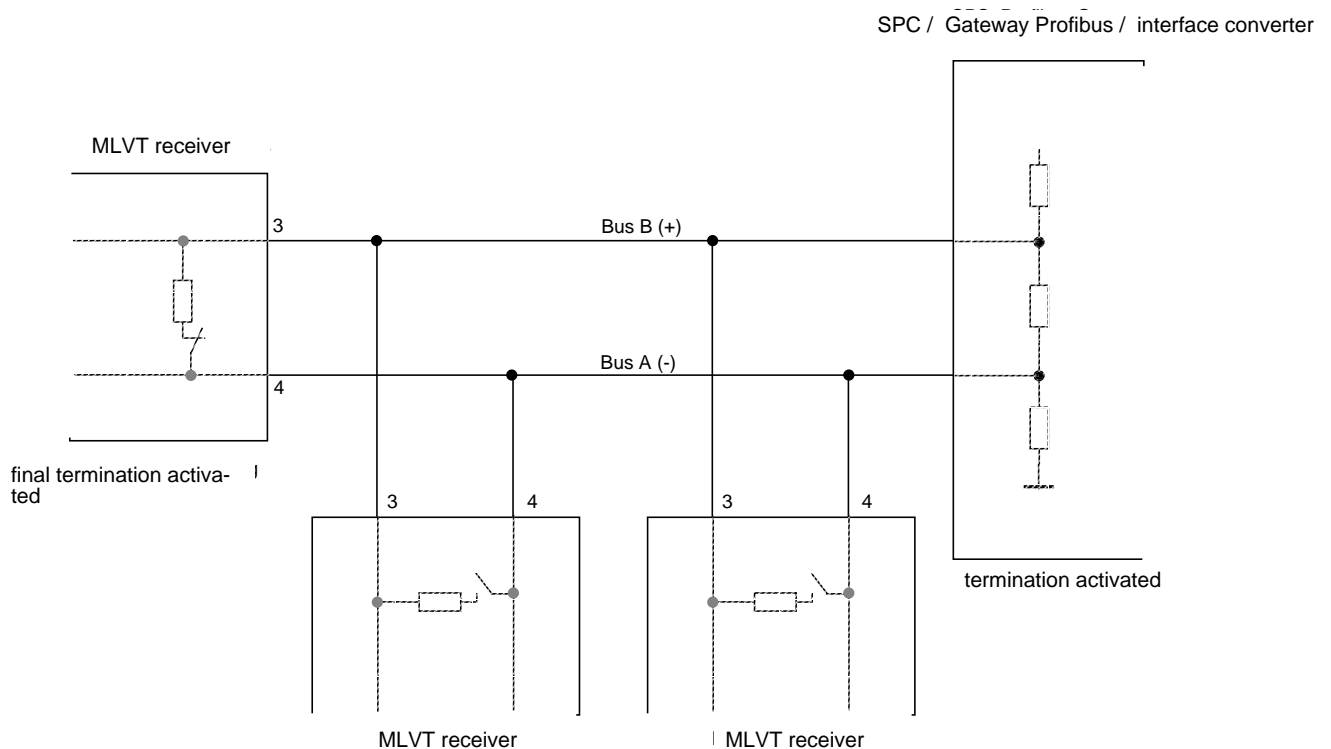 SPC / Gateway Profibus / interface converter
MLVT receiver
3
Bus B (+)
Bus A (-)
4
final termination activa-
ted
3 4
3 4
termination activated
MLVT receiver
MLVT receiver